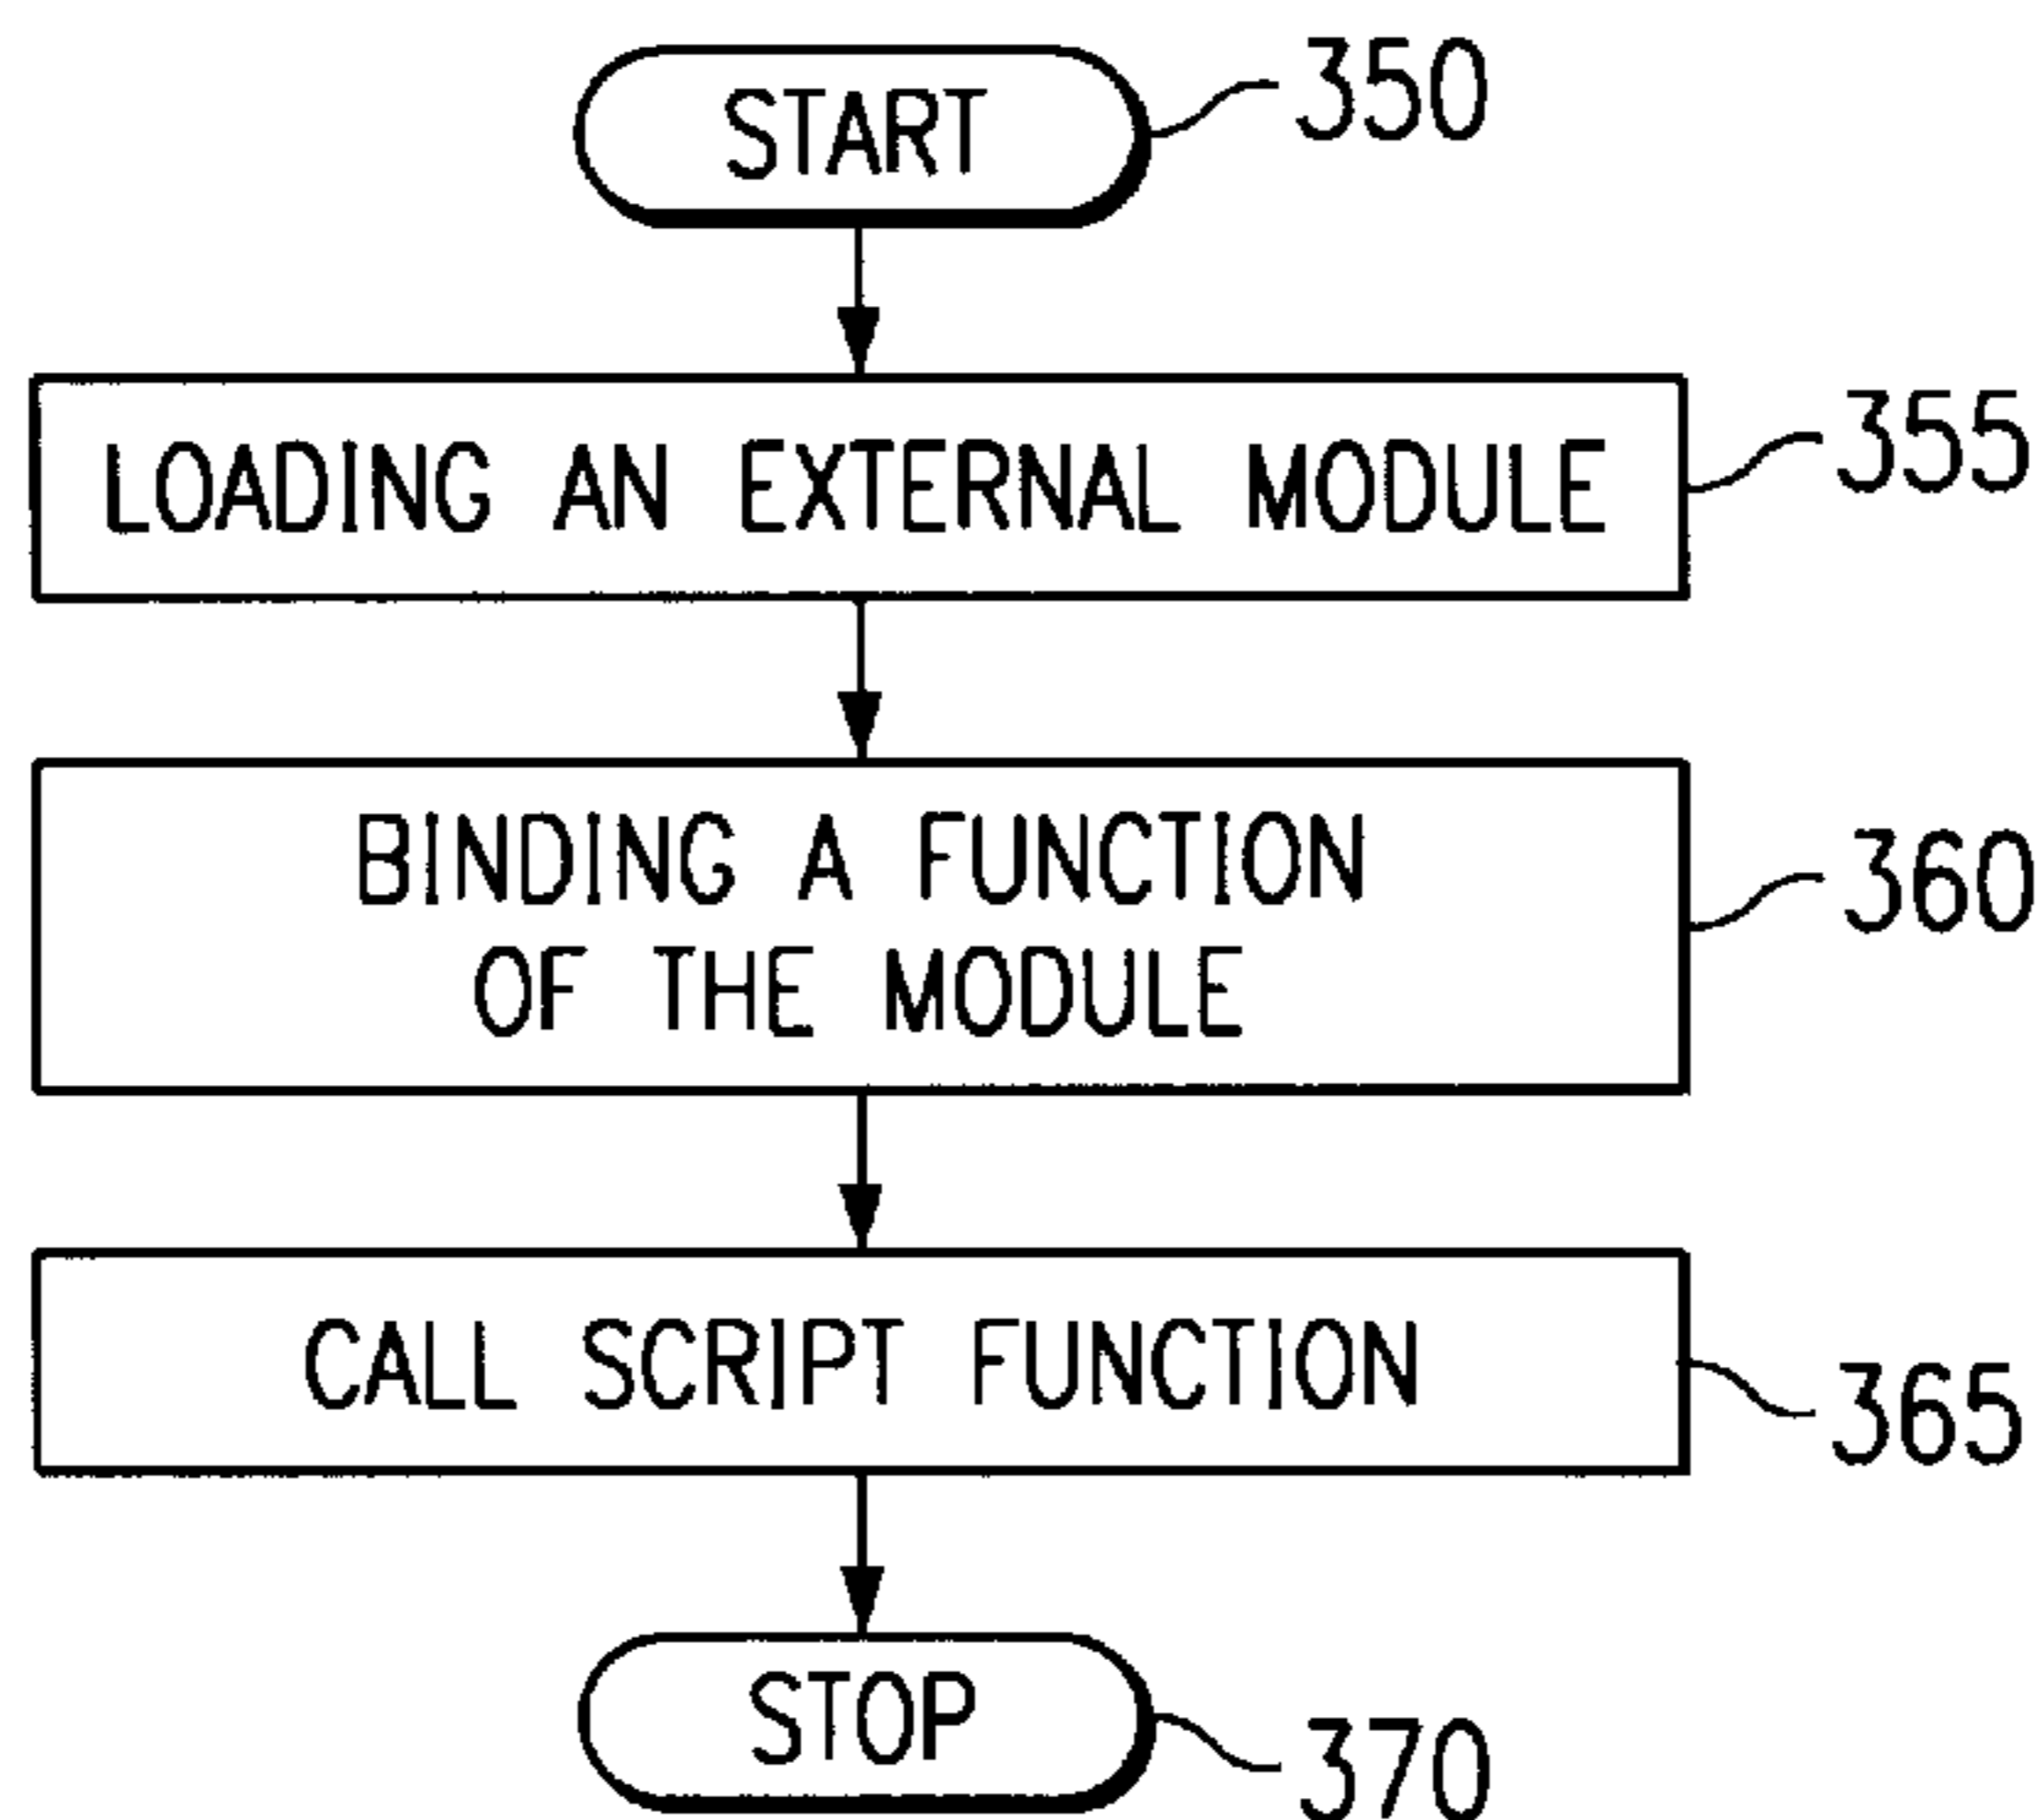 START
350
LOADING AN EXTERNAL MODULE
355
BINDING A FUNCTION
OF THE MODULE
360
CALL SCRIPT FUNCTION
365
STOP
370